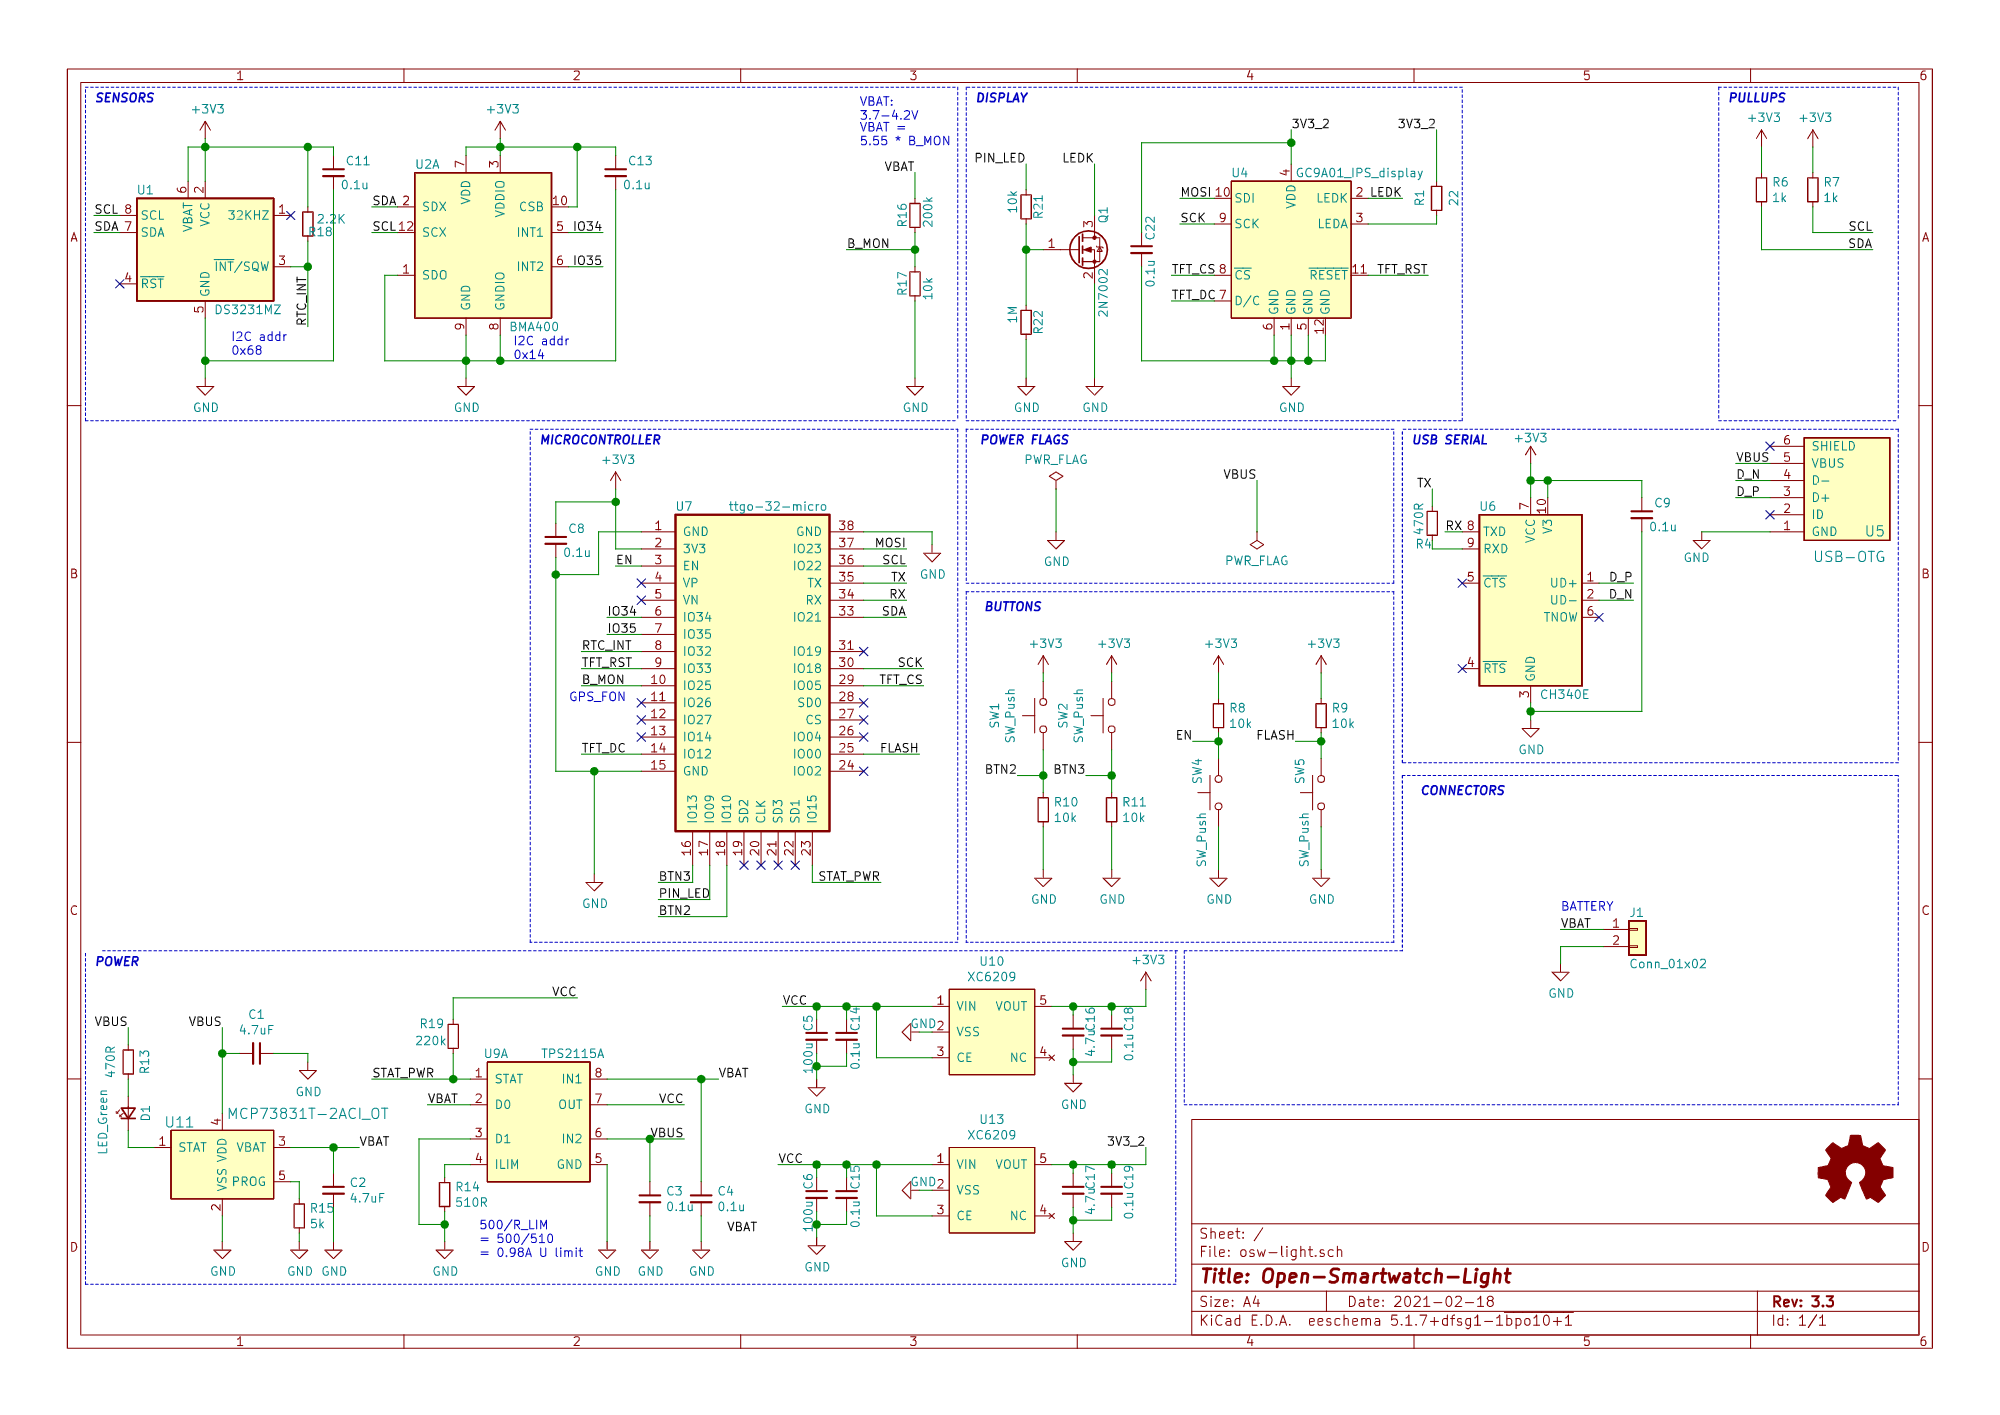 1 2 3 4 5 6
A
B
C
D
SENSORS
+3V3
C11
0.1u
U1
SCL 8 SCL
SDA 7 SDA
4 RST
6 VBAT
2 VCC
32KHZ 1
2.2K
R18
INT/SQW 3
RTC_INT
GND 5
DS3231MZ
I2C addr
0x68
GND
+3V3
C13
0.1u
U2A
7 VDD
3 VDDIO
SDA 2 SDX
SCL 12 SCX
1 SDO
CSB 10
INT1 5 IO34
INT2 6 IO35
GND 9
GNDIO 8
BMA400
I2C addr
0x14
GND
VBAT:
3.7-4.2V
VBAT =
5.55 * B_MON
VBAT
R16
200k
B_MON
R17
10k
GND
DISPLAY
PIN_LED
LEDK
10k
R21
1
3
2
Q1
2N7002
1M
R22
GND
GND
3V3_2
3V3_2
C22
0.1u
U4
GC9A01_IPS_display
4 VDD
MOSI 10 SDI
SCK 9 SCK
TFT_CS 8 CS
TFT_DC 7 D/C
LEDK 2 LEDK
LEDA 3
RESET 11 TFT_RST
R1
22
GND GND GND GND
6 1 5 12
GND
PULLUPS
+3V3 +3V3
R6
1k
R7
1k
SCL
SDA
MICROCONTROLLER
+3V3
C8
0.1u
U7
ttgo-32-micro
1 GND
2 3V3
EN 3 EN
4 VP
5 VN
IO34 6 IO34
IO35 7 IO35
RTC_INT 8 IO32
TFT_RST 9 IO33
B_MON 10 IO25
GPS_FON 11 IO26
12 IO27
13 IO14
TFT_DC 14 IO12
15 GND
GND 38
IO23 37 MOSI
IO22 36 SCL
TX 35 TX
RX 34 RX
IO21 33 SDA
IO19 31
IO18 30 SCK
IO05 29 TFT_CS
SD0 28
CS 27
IO04 26
IO00 25 FLASH
IO02 24
IO13 IO09 IO10 SD2 CLK SD3 SD1 IO15
16 17 18 19 20 21 22 23
BTN3
PIN_LED
BTN2
STAT_PWR
GND
GND
POWER FLAGS
PWR_FLAG
GND
VBUS
PWR_FLAG
USB SERIAL
+3V3
TX
470R
R4
U6
RX 8 TXD
9 RXD
5 CTS
4 RTS
7 VCC
10 V3
UD+ 1 D_P
UD- 2 D_N
TNOW 6
GND 3
CH340E
C9
0.1u
GND
6 SHIELD
VBUS 5 VBUS
D_N 4 D-
D_P 3 D+
2 ID
1 GND
U5
USB-OTG
GND
BUTTONS
+3V3 +3V3 +3V3 +3V3
SW1
SW_Push
SW2
SW_Push
BTN2
BTN3
R10
10k
R11
10k
R8
10k
R9
10k
EN
FLASH
SW4
SW_Push
SW5
SW_Push
GND GND GND GND
CONNECTORS
BATTERY
VBAT 1
2
J1
Conn_01x02
GND
POWER
VBUS
470R
R13
LED_Green
D1
VBUS
C1
4.7uF
GND
U11
MCP73831T-2ACI_OT
1 STAT
4 VDD
VSS 2
VBAT 3 VBAT
PROG 5
R15
5k
C2
4.7uF
GND GND GND
VCC
R19
220k
STAT_PWR
VBAT
U9A
TPS2115A
1 STAT
2 D0
3 D1
4 ILIM
IN1 8 VBAT
OUT 7 VCC
IN2 6 VBUS
GND 5
R14
510R
500/R_LIM
= 500/510
= 0.98A U limit
C3
0.1u
C4
0.1u
VBAT
GND GND GND GND
U10
XC6209
VCC
C5
100u
C14
0.1u
1 VIN
GND 2 VSS
3 CE
VOUT 5
NC 4
C16
4.7u
C18
0.1u
+3V3
GND
GND
U13
XC6209
VCC
C6
100u
C15
0.1u
1 VIN
GND 2 VSS
3 CE
VOUT 5
NC 4
C17
4.7u
C19
0.1u
3V3_2
GND
GND
Sheet: /
File: osw-light.sch
Title: Open-Smartwatch-Light
Size: A4 Date: 2021-02-18 Rev: 3.3
KiCad E.D.A. eeschema 5.1.7+dfsg1-1bpo10+1 Id: 1/1
A
B
C
D
1 2 3 4 5 6